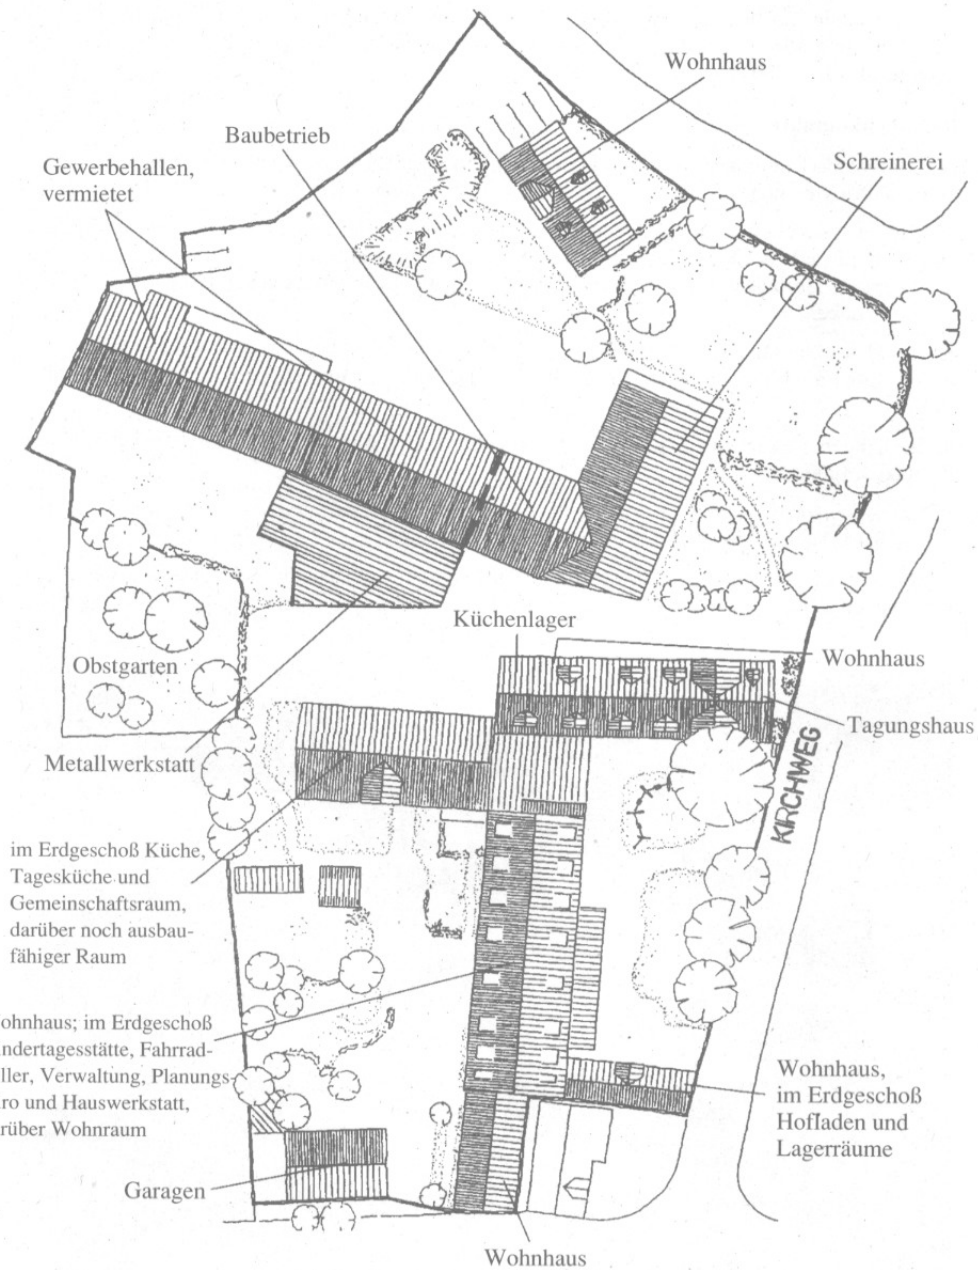 Wohnhaus
Baubetrieb
Schreinerei
Gewerbehallen,
vermietet
Küchenlager
Wohnhaus
Obstgarten
Tagungshaus
Metallwerkstatt
KIRCHWEG
im Erdgeschoß Küche,
Tagesküche und
Gemeinschaftsraum,
darüber noch ausbau-
fähiger Raum
ohnhaus; im Erdgeschoß
ndertagesstätte, Fahrrad-
ller, Verwaltung, Planungs-
ro und Hauswerkstatt,
rüber Wohnraum
Wohnhaus,
im Erdgeschoß
Hofladen und
Lagerräume
Garagen
Wohnhaus